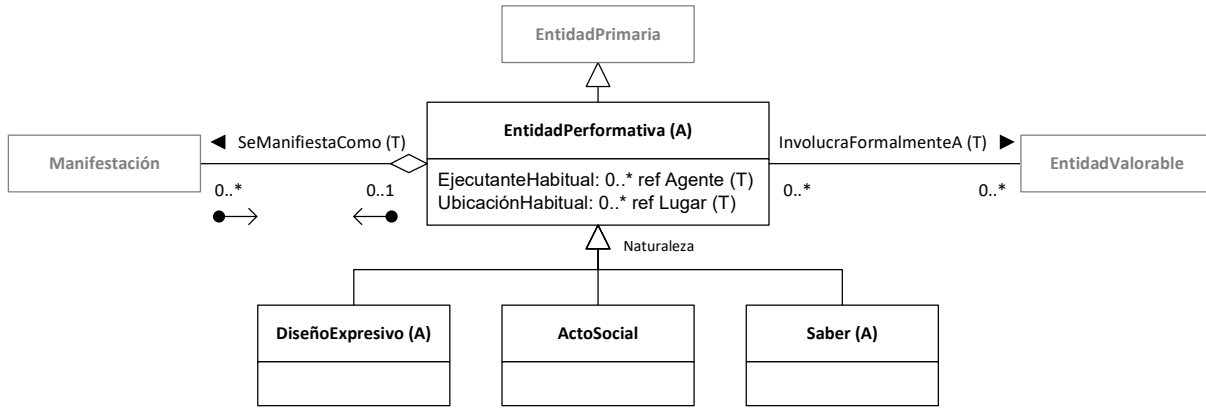 EntidadPrimaria
EntidadPerformativa (A)
◄ SeManifiestaComo (T)
InvolucraFormalmenteA (T) ►
Manifestación
EntidadValorable
EjecutanteHabitual: 0..* ref Agente (T)
UbicaciónHabitual: 0..* ref Lugar (T)
0..*
0..1
0..*
0..*
Naturaleza
DiseñoExpresivo (A)
ActoSocial
Saber (A)